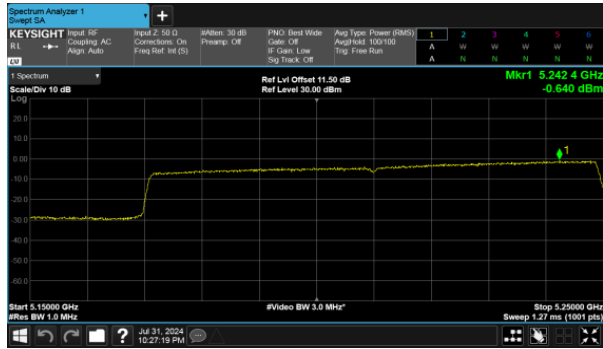 Spectrum Analyzer 1
Swept SA
+
KEYSIGHT Input: RF Input Z: 50 Ω #Atten: 30 dB PNO: Best Wide Avg Type: Power (RMS) 1 2 3 4 5 6
RL Coupling: AC Corrections: On Preamp: Off Gate: Off Avg|Hold: 100/100 A W W W W W
Align: Auto Freq Ref: Int (S) IF Gain: Low Trig: Free Run
Sig Track: Off A N N N N N
1 Spectrum Ref Lvl Offset 11.50 dB Mkr1 5.242 4 GHz
Scale/Div 10 dB Ref Level 30.00 dBm -0.640 dBm
Log
20.0
10.0
1
0.00
-10.0
-20.0
-30.0
-40.0
-50.0
-60.0
Start 5.15000 GHz #Video BW 3.0 MHz* Stop 5.25000 GHz
#Res BW 1.0 MHz Sweep 1.27 ms (1001 pts)
? Jul 31, 2024
10:27:19 PM